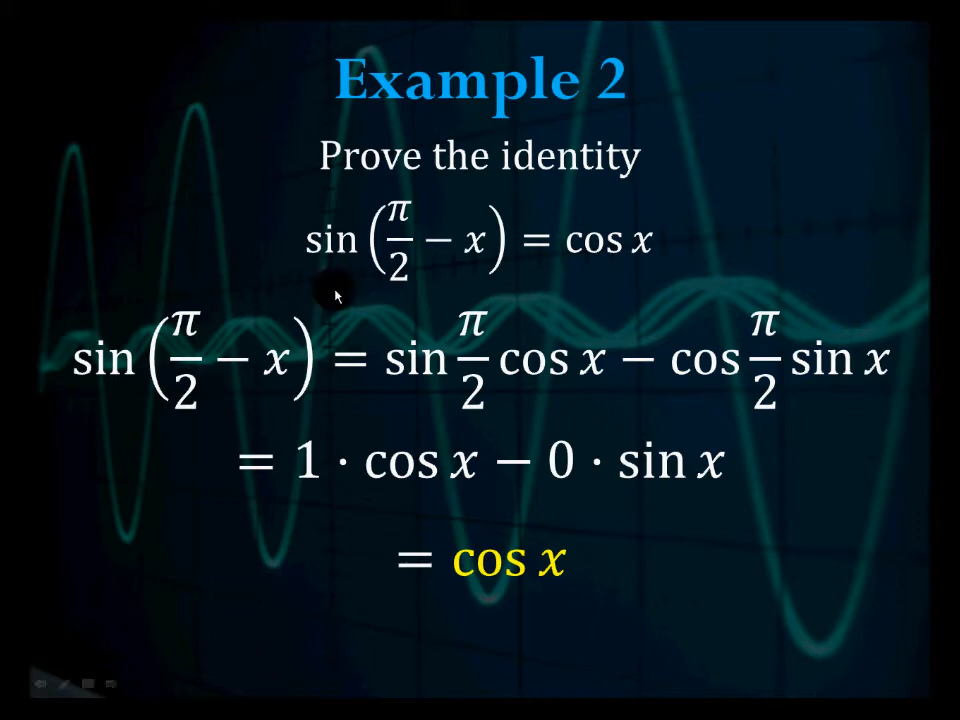 Example 2
Prove the identity
sin(π/2 − x) = cos x
sin(π/2 − x) = sin π/2 cos x − cos π/2 sin x
= 1 · cos x − 0 · sin x
= cos x